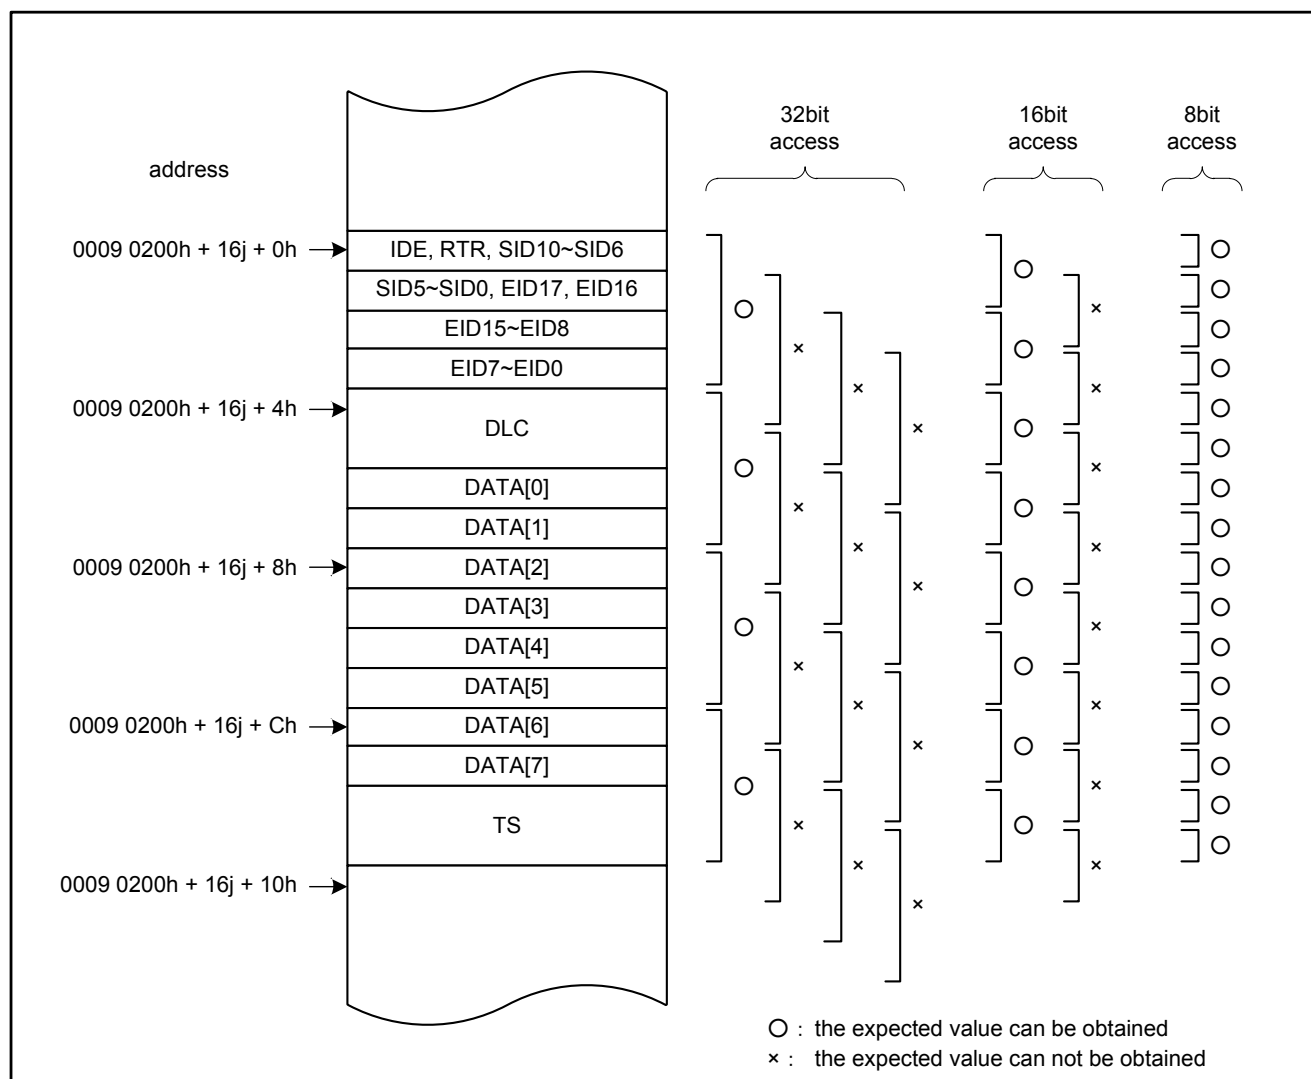 32bit
access
16bit
access
8bit
access
address
0009 0200h + 16j + 0h
IDE, RTR, SID10~SID6
SID5~SID0, EID17, EID16
EID15~EID8
EID7~EID0
0009 0200h + 16j + 4h
DLC
DATA[0]
DATA[1]
0009 0200h + 16j + 8h
DATA[2]
DATA[3]
DATA[4]
DATA[5]
0009 0200h + 16j + Ch
DATA[6]
DATA[7]
TS
0009 0200h + 16j + 10h
○ : the expected value can be obtained
× : the expected value can not be obtained